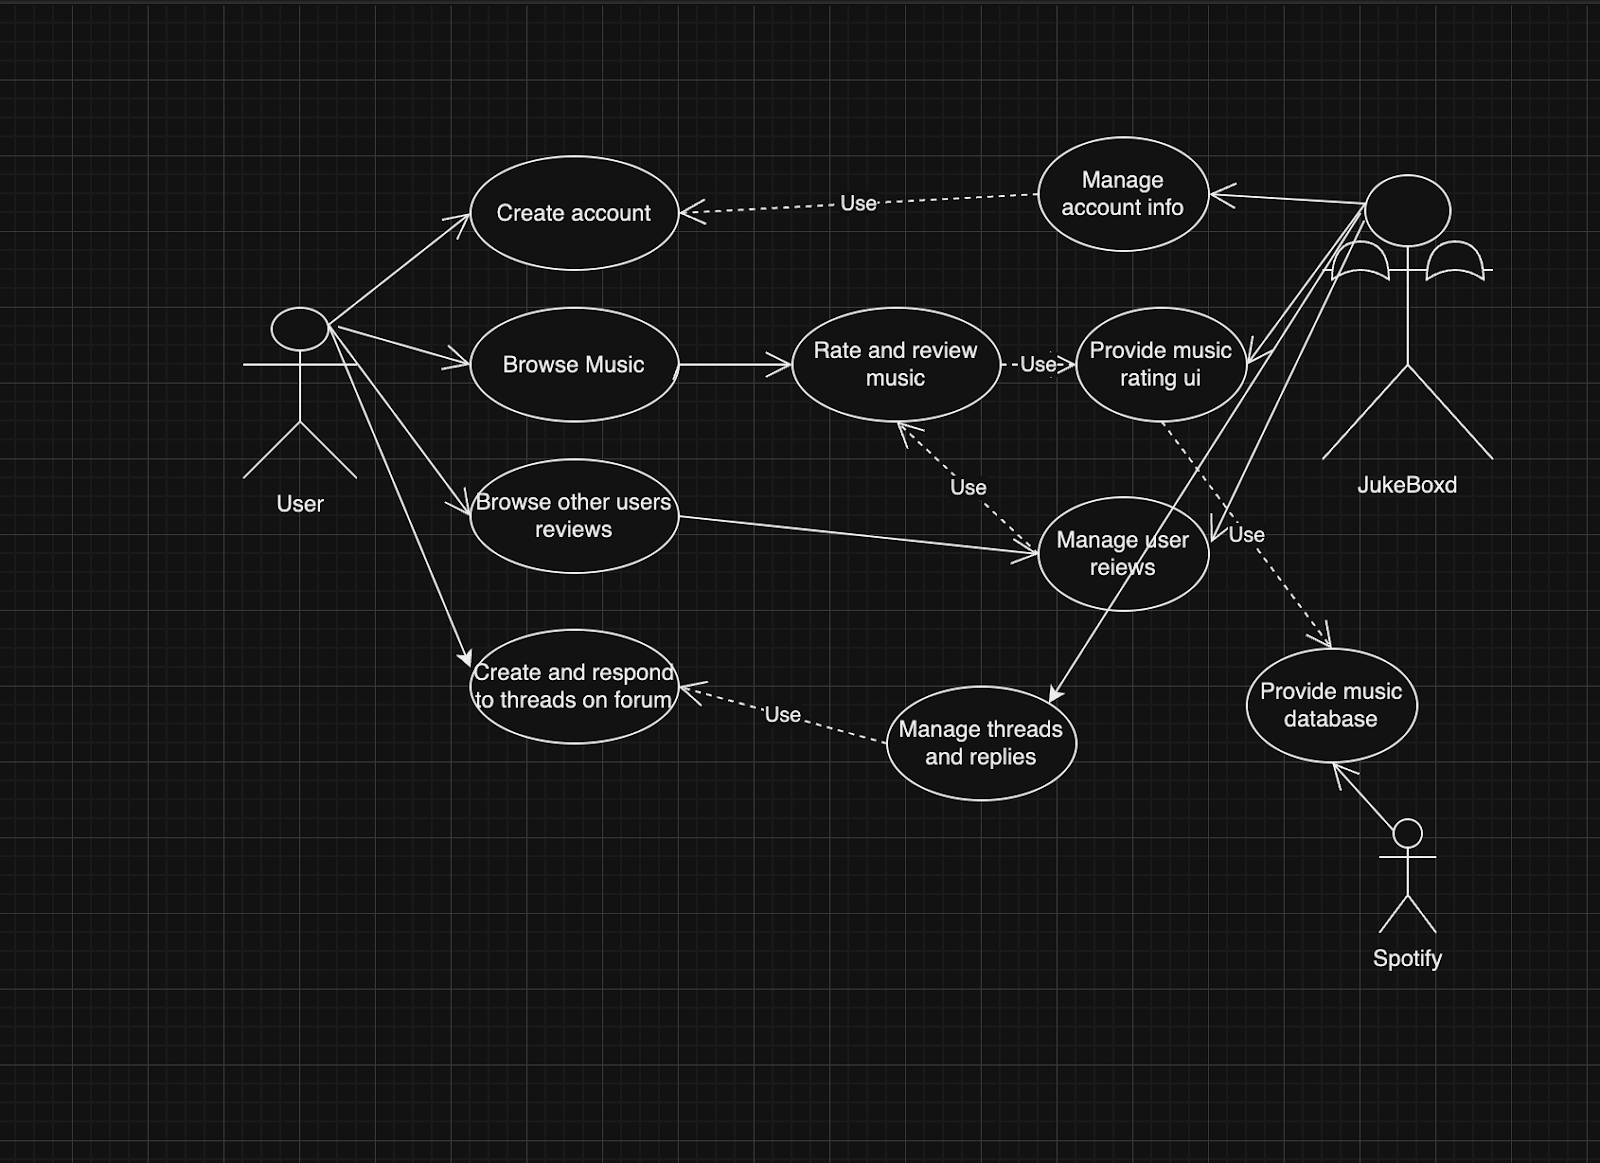 Manage
account info
Create account
Use
Browse Music
Rate and review
music
Use
Provide music
rating ui
JukeBoxd
User
Browse other users
reviews
Use
Manage user
reiews
Use
Create and respond
to threads on forum
Use
Manage threads
and replies
Provide music
database
Spotify